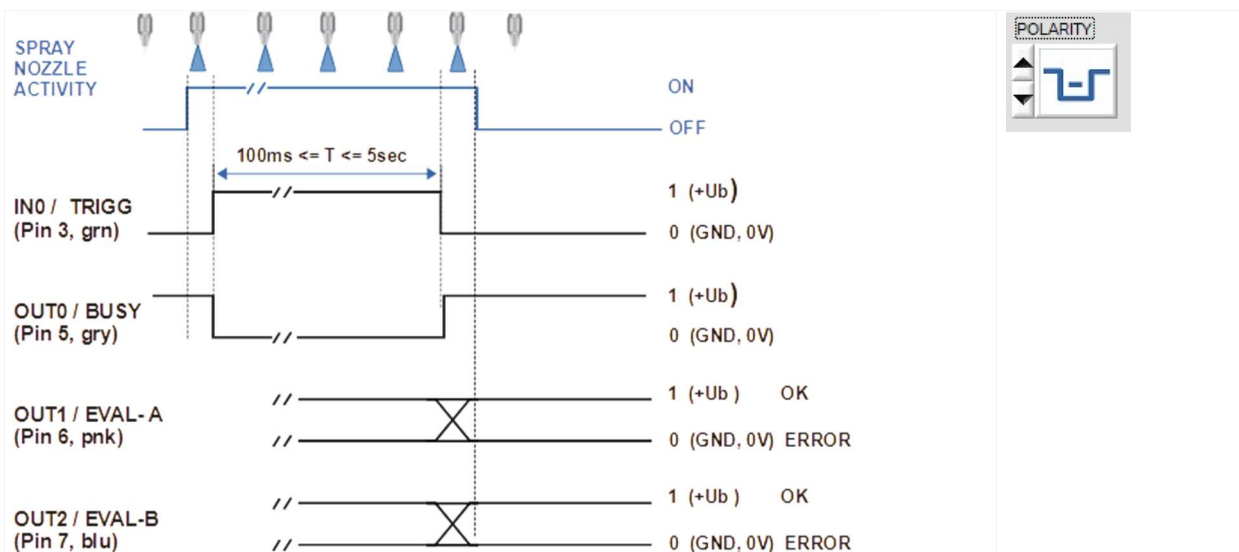 POLARITY
SPRAY
NOZZLE
ACTIVITY
ON
OFF
100ms <= T <= 5sec
IN0 / TRIGG
(Pin 3, grn)
1 (+Ub)
0 (GND, 0V)
OUT0 / BUSY
(Pin 5, gry)
1 (+Ub)
0 (GND, 0V)
OUT1 / EVAL- A
(Pin 6, pnk)
1 (+Ub ) OK
0 (GND, 0V) ERROR
OUT2 / EVAL-B
(Pin 7, blu)
1 (+Ub ) OK
0 (GND, 0V) ERROR